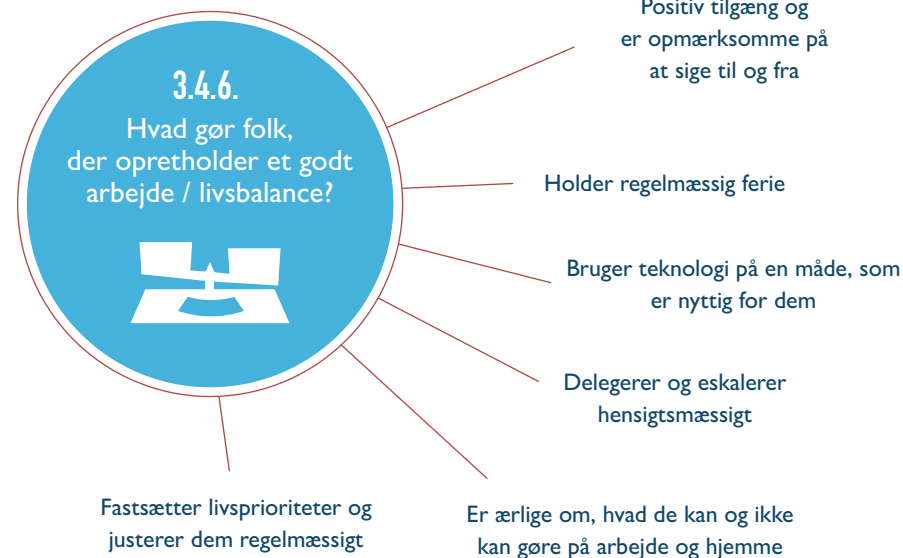 3.4.6.
Hvad gør folk,
der opretholder et godt
arbejde / livsbalance?
Positiv tilgæng og
er opmærksomme på
at sige til og fra
Holder regelmæssig ferie
Bruger teknologi på en måde, som
er nyttig for dem
Delegerer og eskalerer
hensigtsmæssigt
Er ærlige om, hvad de kan og ikke
kan gøre på arbejde og hjemme
Fastsætter livsprioriteter og
justerer dem regelmæssigt